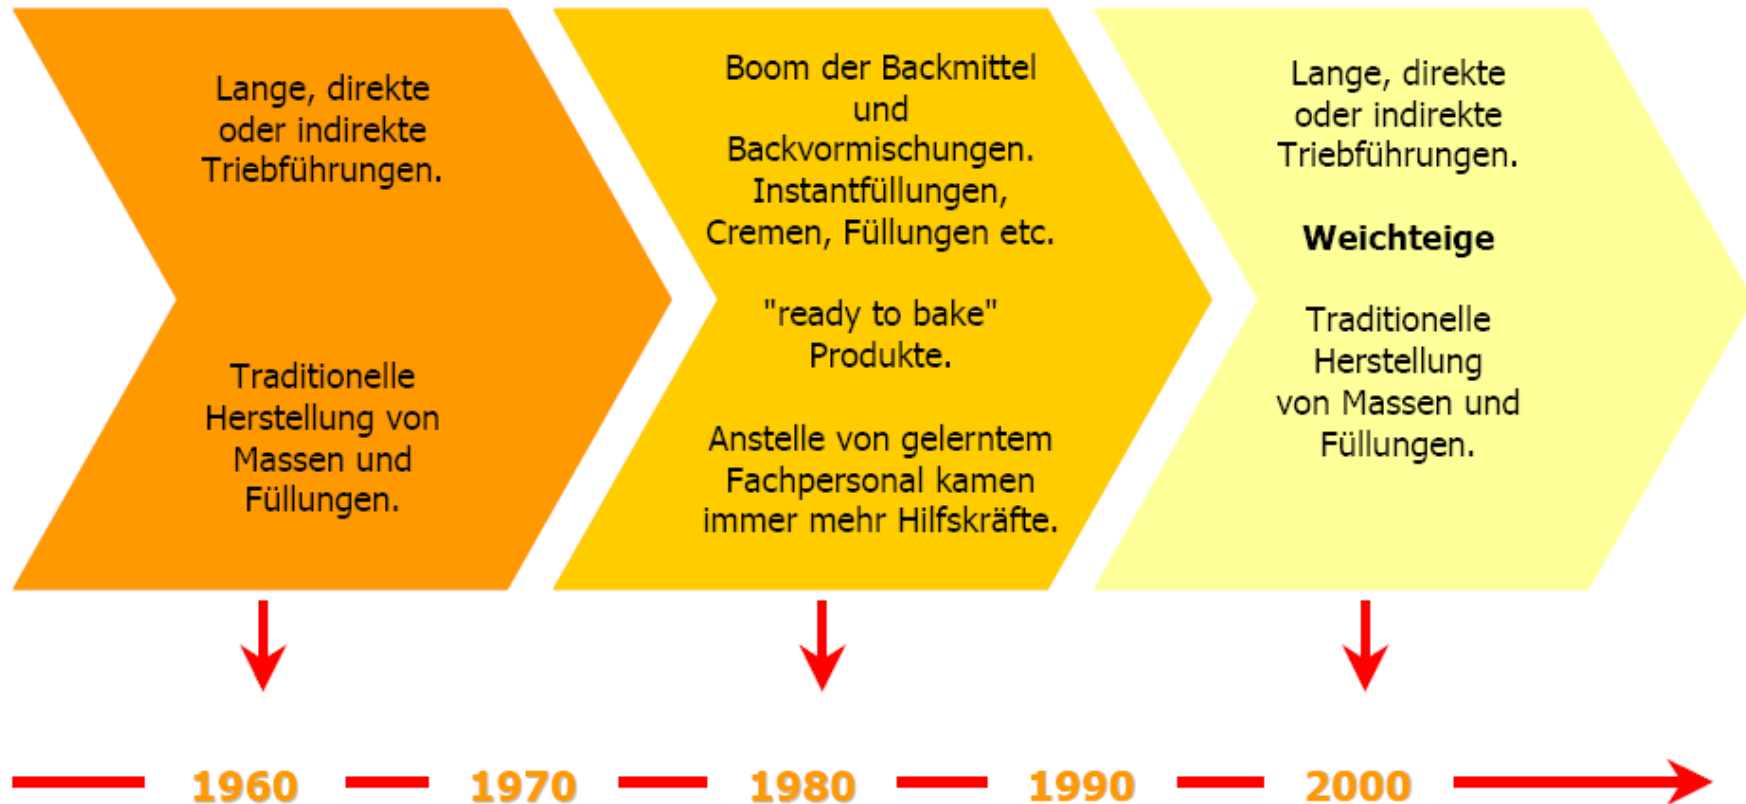 Lange, direkte
oder indirekte
Triebführungen.
Traditionelle
Herstellung von
Massen und
Füllungen.
Boom der Backmittel
und
Backvormischungen.
Instantfüllungen,
Cremen, Füllungen etc.
"ready to bake"
Produkte.
Anstelle von gelerntem
Fachpersonal kamen
immer mehr Hilfskräfte.
Lange, direkte
oder indirekte
Triebführungen.
Weichteige
Traditionelle
Herstellung
von Massen und
Füllungen.
1960 1970 1980 1990 2000